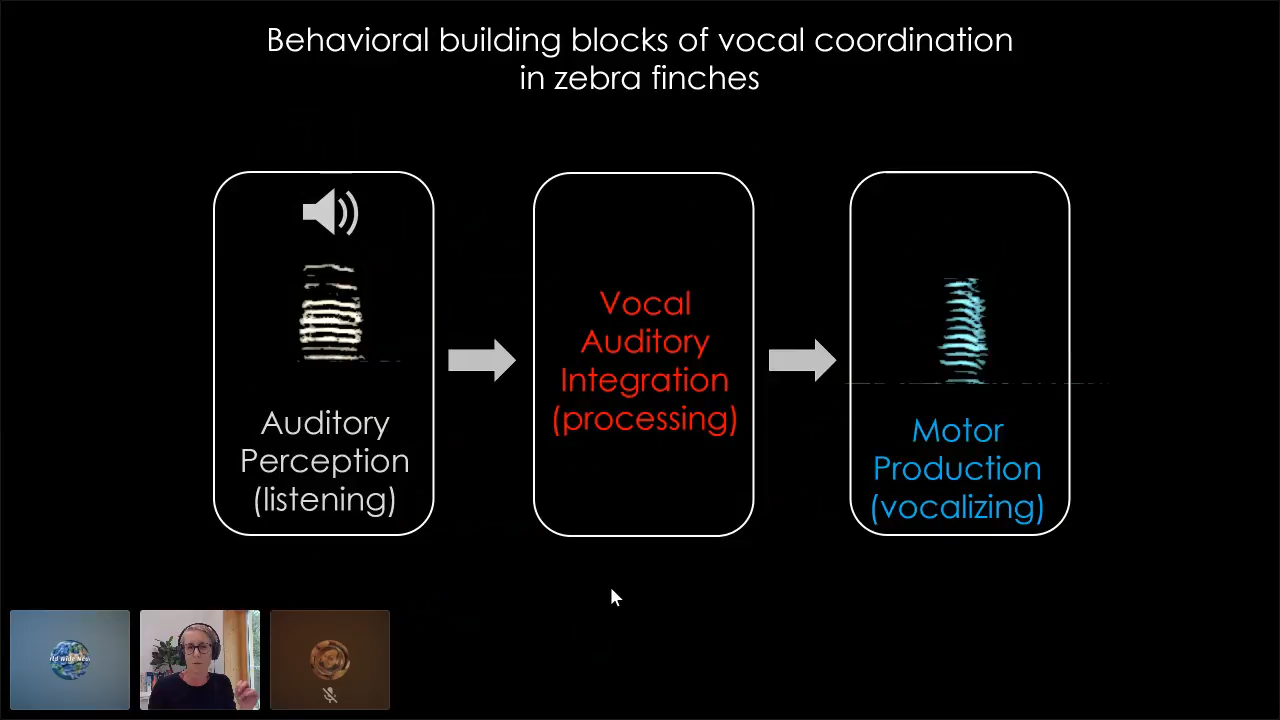 Behavioral building blocks of vocal coordination
in zebra finches
Auditory
Perception
(listening)
Vocal
Auditory
Integration
(processing)
Motor
Production
(vocalizing)